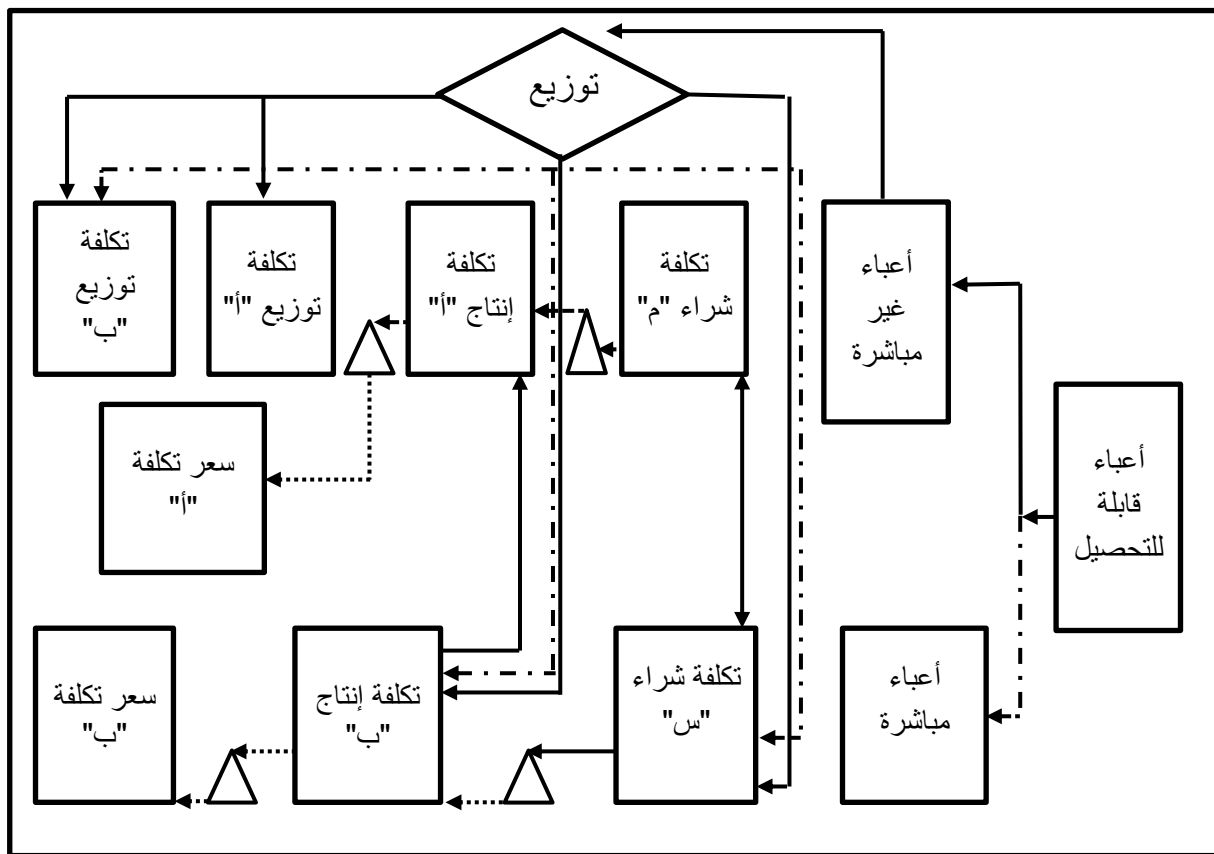 توزيع
أعباء
غير
مباشرة
تكلفة
شراء "م"
تكلفة
إنتاج "أ"
تكلفة
توزيع "أ"
تكلفة
توزيع
"ب"
أعباء
قابلة
للتحصيل
سعر تكلفة
"أ"
أعباء
مباشرة
تكلفة شراء
"س"
تكلفة إنتاج
"ب"
سعر تكلفة
"ب"